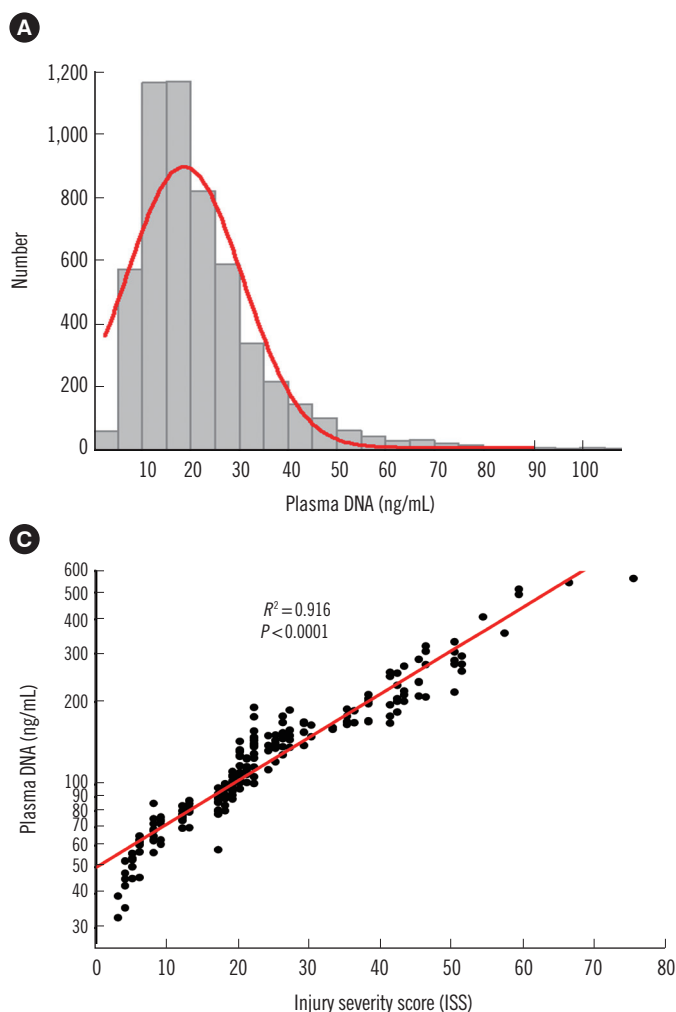 A
1,200
1,000
800
600
400
200
0
Number
10 20 30 40 50 60 70 80 90 100
Plasma DNA (ng/mL)
C
600
500
400
300
200
100
90
80
70
60
50
40
30
Plasma DNA (ng/mL)
R² = 0.916
P < 0.0001
0 10 20 30 40 50 60 70 80
Injury severity score (ISS)